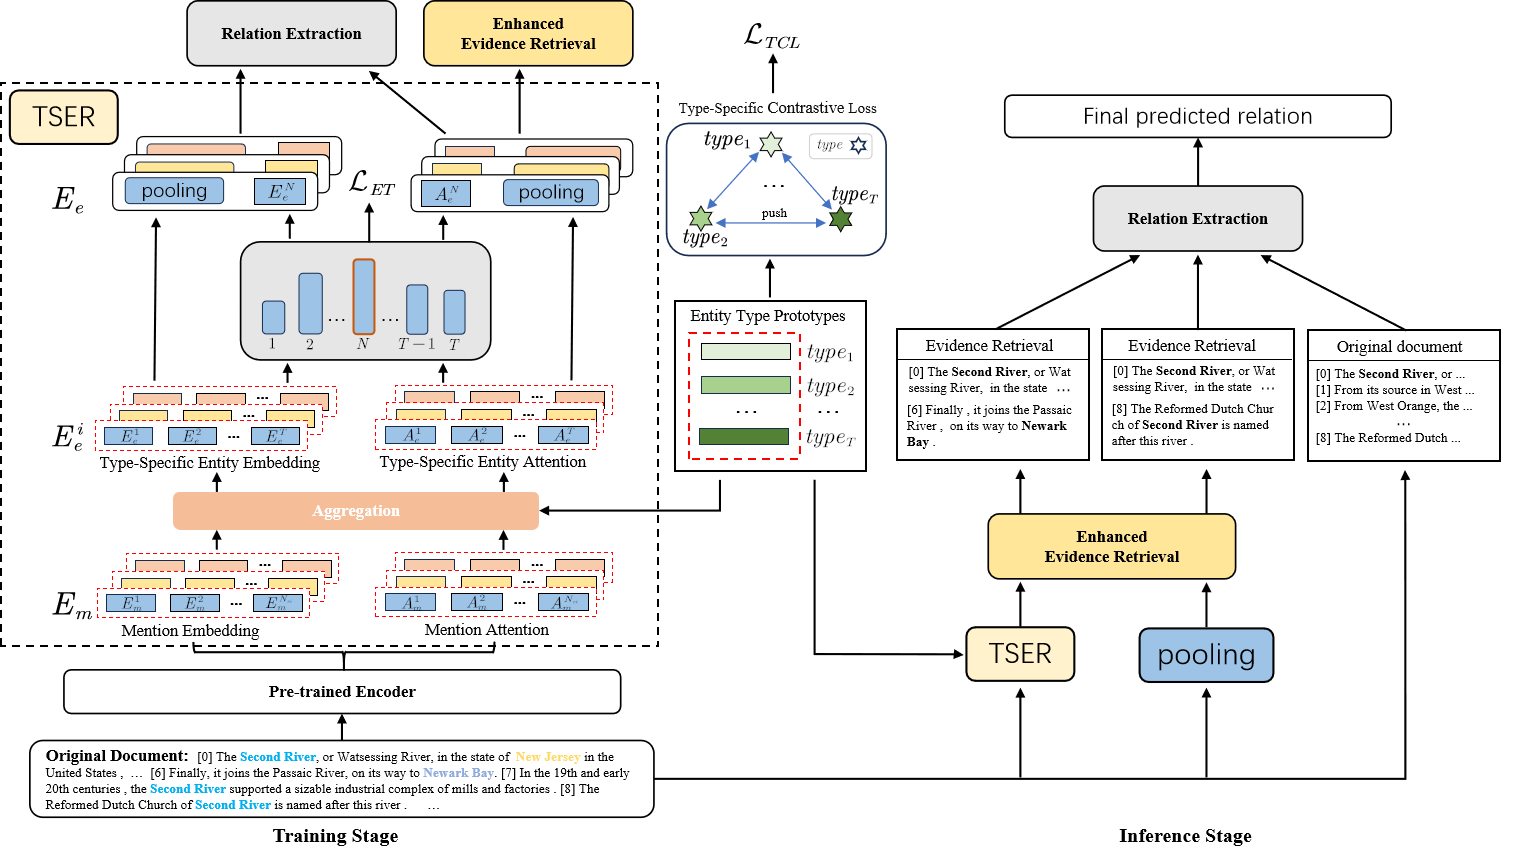 Relation Extraction
Enhanced
Evidence Retrieval
TSER
pooling
E_e^N
A_e^N
pooling
E_e
ℒ_ET
1
2
...
N
...
T − 1
T
E_e^i
E_e^1
E_e^2
...
E_e^T
A_e^1
A_e^2
...
A_e^T
Type-Specific Entity Embedding
Type-Specific Entity Attention
Aggregation
E_m
E_m^1
E_m^2
...
A_m^1
A_m^2
...
Mention Embedding
Mention Attention
Pre-trained Encoder
Original Document: [0] The Second River, or Watsessing River, in the state of New Jersey in the
United States , ... [6] Finally, it joins the Passaic River, on its way to Newark Bay. [7] In the 19th and early
20th centuries , the Second River supported a sizable industrial complex of mills and factories . [8] The
Reformed Dutch Church of Second River is named after this river . ...
Training Stage
ℒ_TCL
Type-Specific Contrastive Loss
type_1
type
...
type_T
push
type_2
Entity Type Prototypes
type_1
type_2
... ...
type_T
Final predicted relation
Relation Extraction
Evidence Retrieval
[0] The Second River, or Wat
sessing River, in the state ...
[6] Finally , it joins the Passaic
River , on its way to Newark
Bay .
Evidence Retrieval
[0] The Second River, or Wat
sessing River, in the state ...
[8] The Reformed Dutch Chur
ch of Second River is named
after this river .
Original document
[0] The Second River, or ...
[1] From its source in West ...
[2] From West Orange, the ...
...
[8] The Reformed Dutch ...
Enhanced
Evidence Retrieval
TSER
pooling
Inference Stage